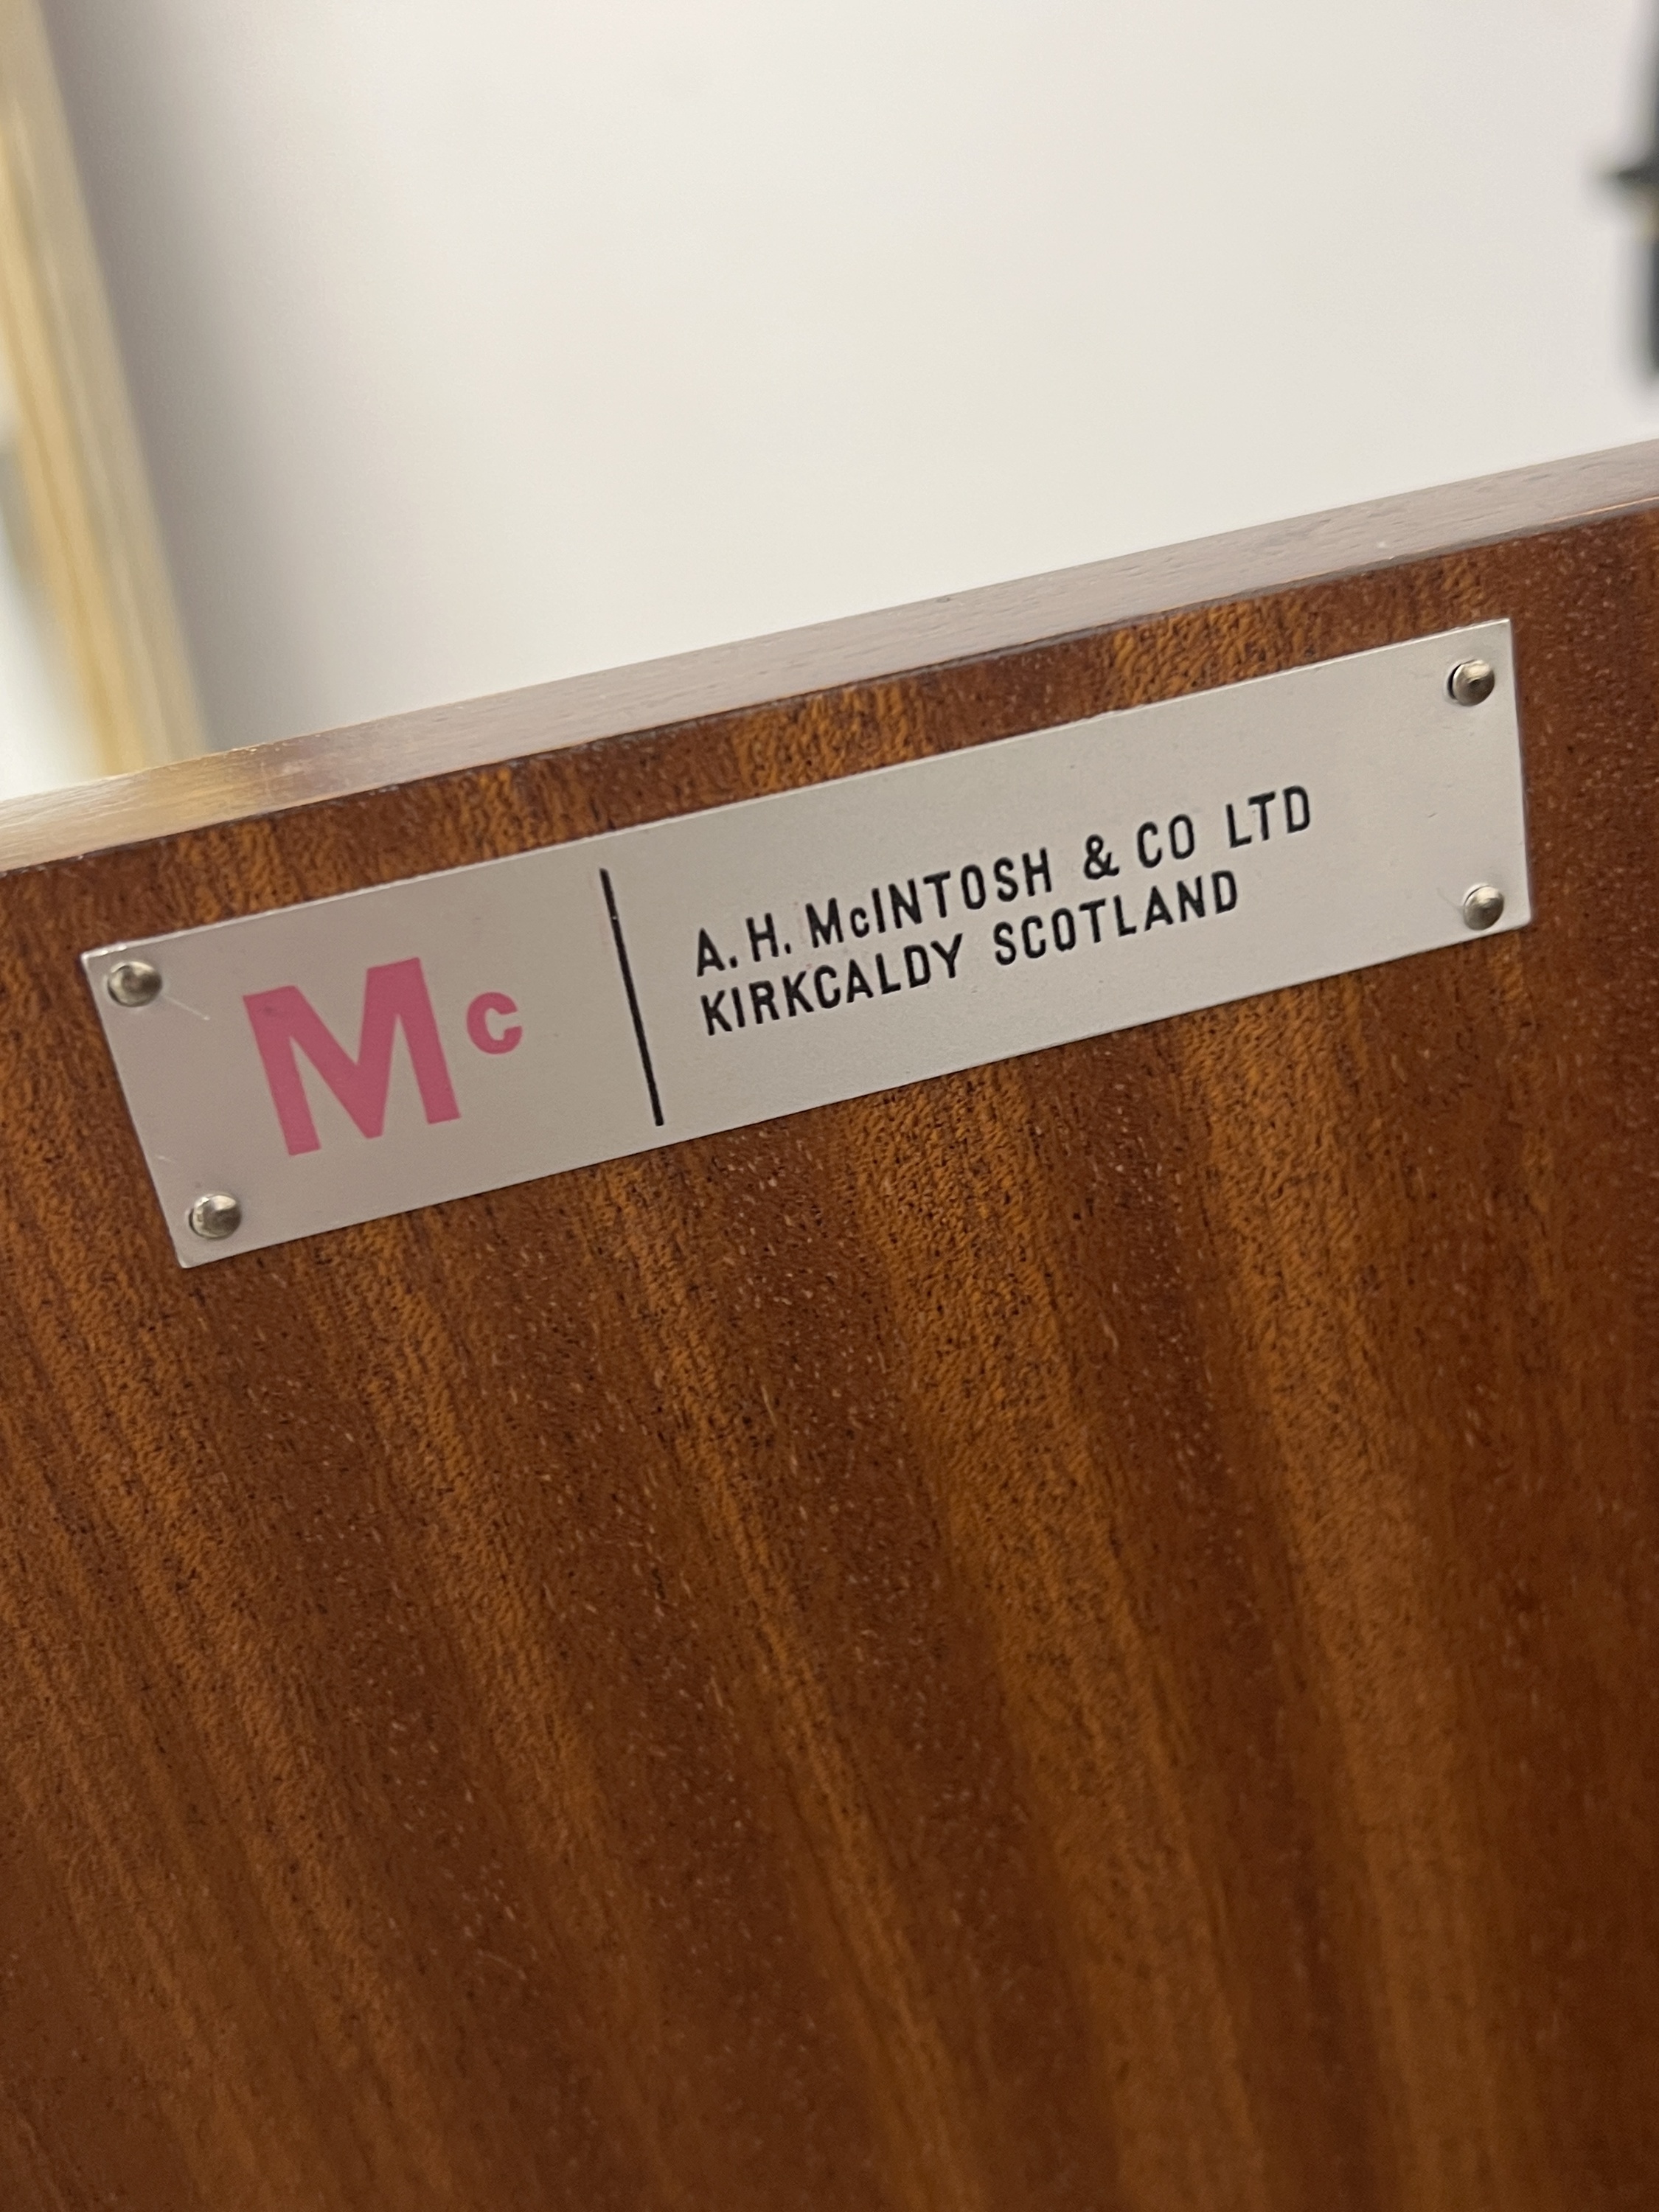 Mc
A. H. McINTOSH & CO LTD
KIRKCALDY SCOTLAND